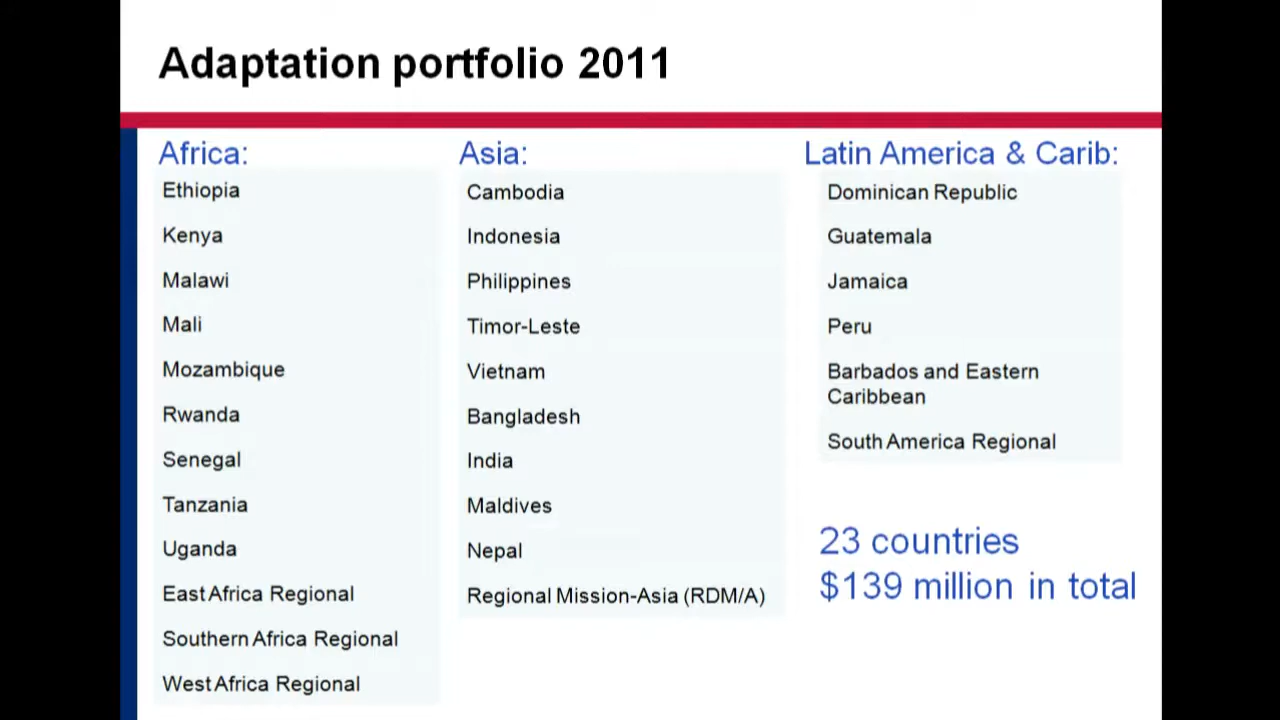 Adaptation portfolio 2011
Africa:
Ethiopia
Kenya
Malawi
Mali
Mozambique
Rwanda
Senegal
Tanzania
Uganda
East Africa Regional
Southern Africa Regional
West Africa Regional
Asia:
Cambodia
Indonesia
Philippines
Timor-Leste
Vietnam
Bangladesh
India
Maldives
Nepal
Regional Mission-Asia (RDM/A)
Latin America & Carib:
Dominican Republic
Guatemala
Jamaica
Peru
Barbados and Eastern
Caribbean
South America Regional
23 countries
$139 million in total